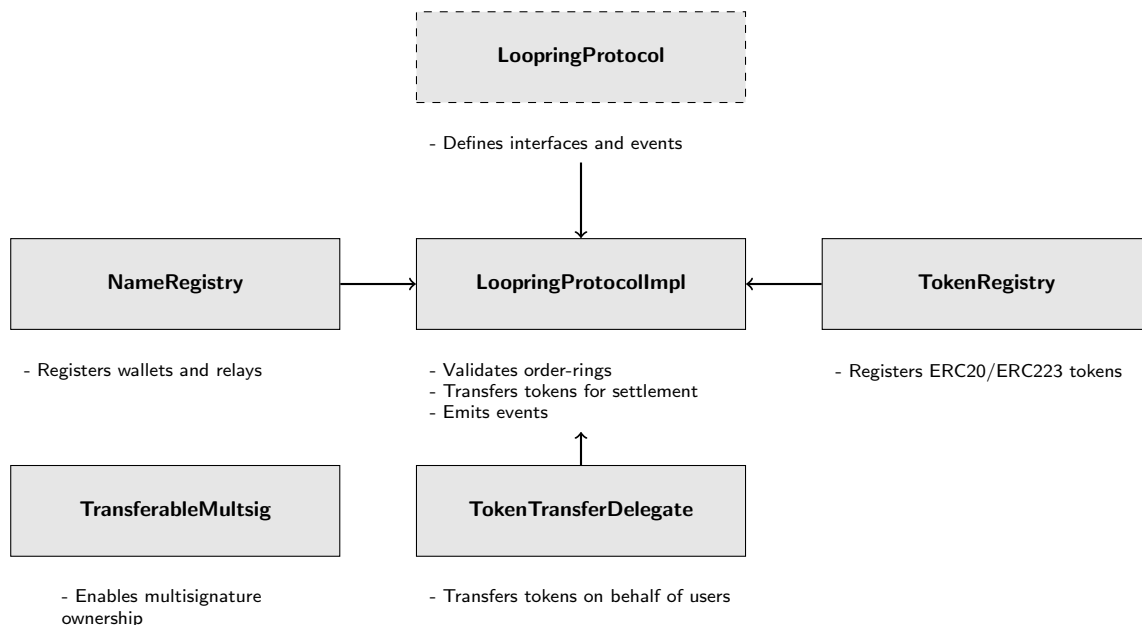 LoopringProtocol
- Defines interfaces and events
NameRegistry
LoopringProtocolImpl
TokenRegistry
- Registers wallets and relays
- Validates order-rings
- Transfers tokens for settlement
- Emits events
- Registers ERC20/ERC223 tokens
TransferableMultsig
TokenTransferDelegate
- Enables multisignature
ownership
- Transfers tokens on behalf of users